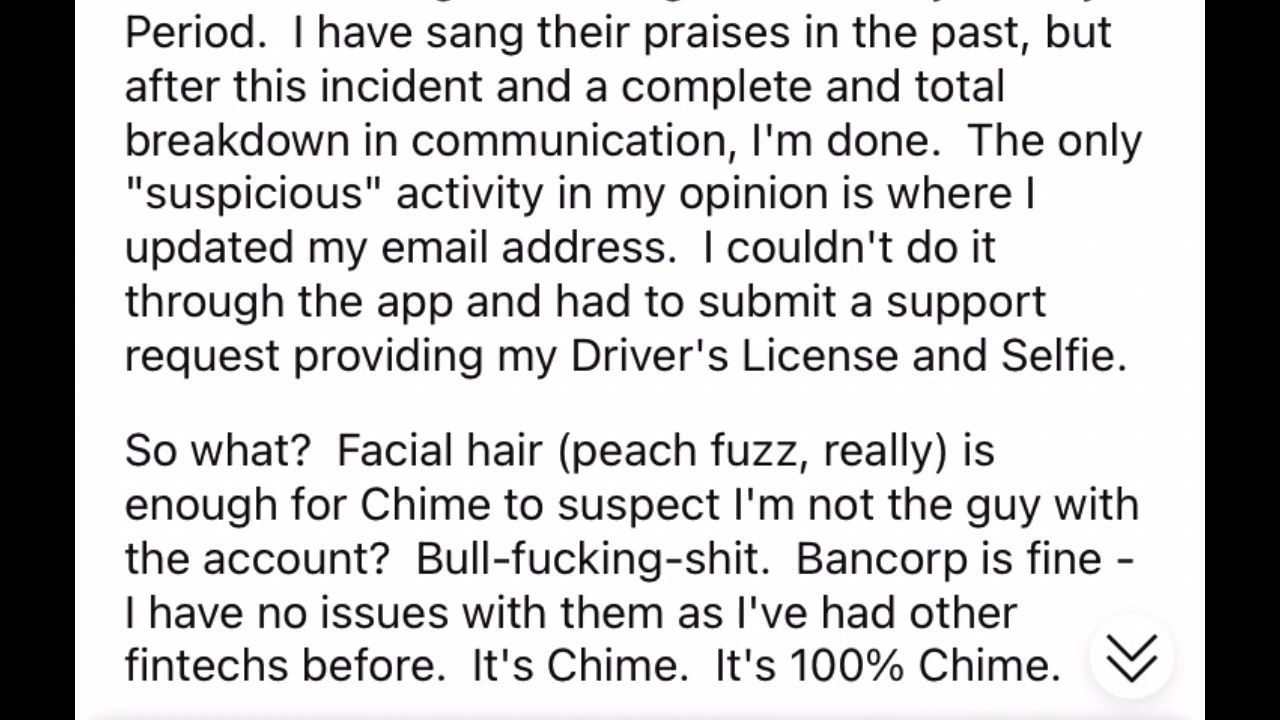 Period.  I have sang their praises in the past, but
after this incident and a complete and total
breakdown in communication, I'm done.  The only
"suspicious" activity in my opinion is where I
updated my email address.  I couldn't do it
through the app and had to submit a support
request providing my Driver's License and Selfie.
So what?  Facial hair (peach fuzz, really) is
enough for Chime to suspect I'm not the guy with
the account?  Bull-fucking-shit.  Bancorp is fine -
I have no issues with them as I've had other
fintechs before.  It's Chime.  It's 100% Chime.